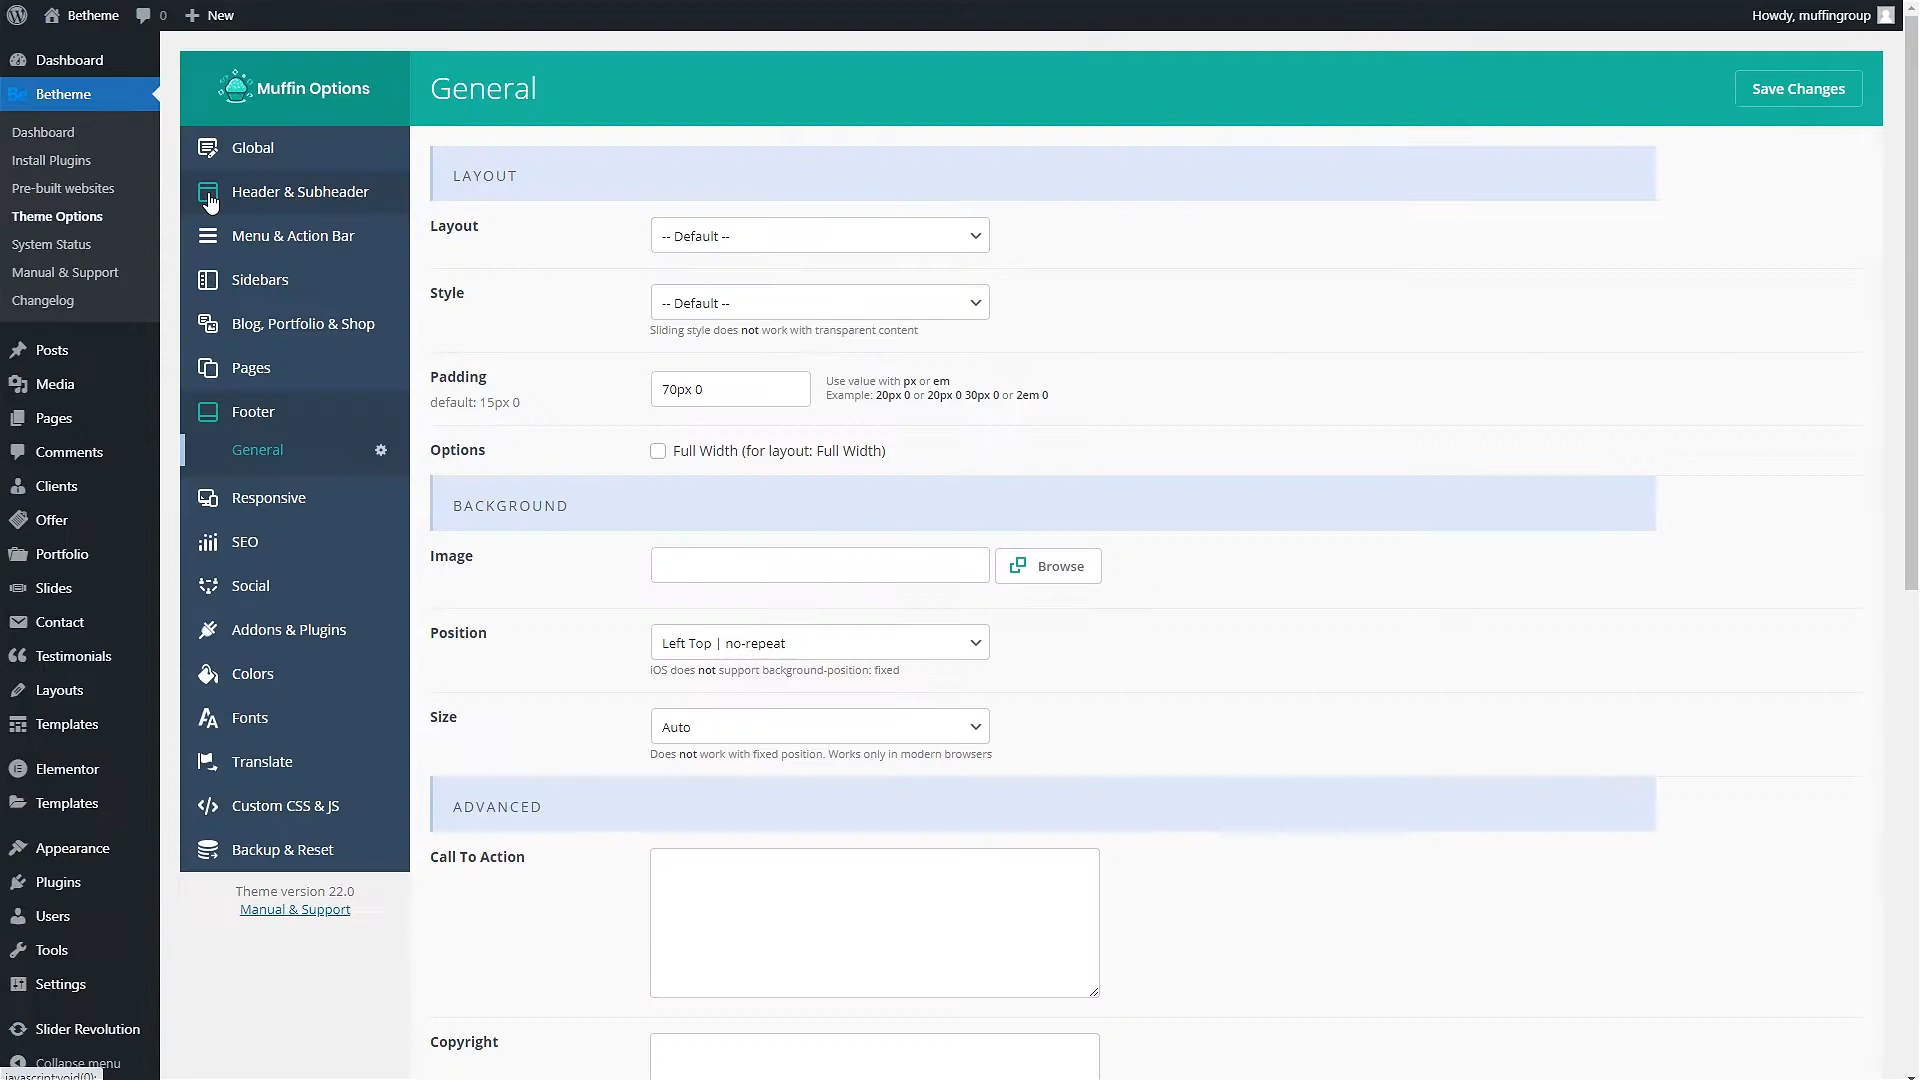 Betheme
0
New
Howdy, muffingroup
Dashboard
Betheme
Dashboard
Install Plugins
Pre-built websites
Theme Options
System Status
Manual & Support
Changelog
Posts
Media
Pages
Comments
Clients
Offer
Portfolio
Slides
Contact
Testimonials
Layouts
Templates
Elementor
Templates
Appearance
Plugins
Users
Tools
Settings
Slider Revolution
Collapse menu
javascript:void(0);
Muffin Options
Global
Header & Subheader
Menu & Action Bar
Sidebars
Blog, Portfolio & Shop
Pages
Footer
General
Responsive
SEO
Social
Addons & Plugins
Colors
Fonts
Translate
Custom CSS & JS
Backup & Reset
Theme version 22.0
Manual & Support
General
Save Changes
LAYOUT
Layout
-- Default --
Style
-- Default --
Sliding style does not work with transparent content
Padding
default: 15px 0
70px 0
Use value with px or em
Example: 20px 0 or 20px 0 30px 0 or 2em 0
Options
Full Width (for layout: Full Width)
BACKGROUND
Image
Browse
Position
Left Top | no-repeat
iOS does not support background-position: fixed
Size
Auto
Does not work with fixed position. Works only in modern browsers
ADVANCED
Call To Action
Copyright